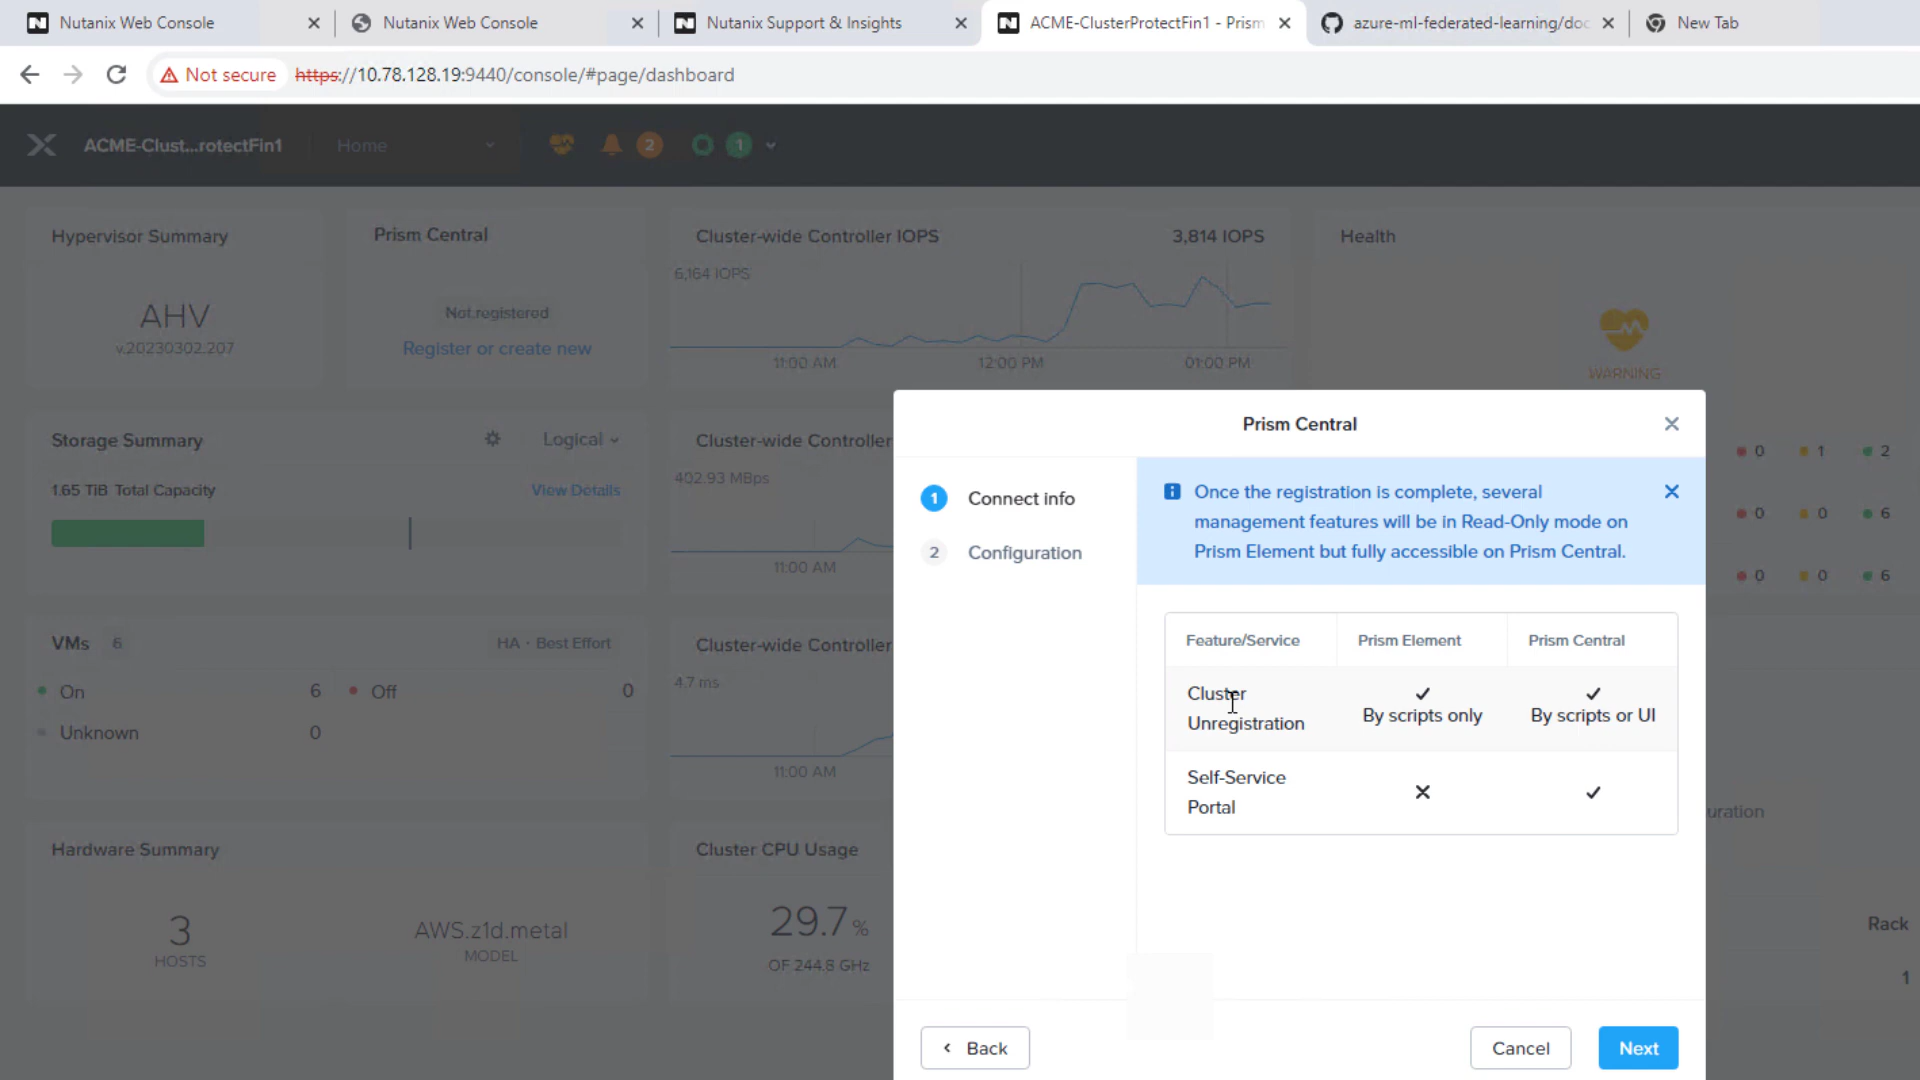 Nutanix Web Console
Nutanix Web Console
Nutanix Support & Insights
ACME-ClusterProtectFin1 - Prism
azure-ml-federated-learning/doc
New Tab
Not secure
https://10.78.128.19:9440/console/#page/dashboard
ACME-Clust...rotectFin1
Home
2
1
Hypervisor Summary
AHV
v.20230302.207
Prism Central
Not registered
Register or create new
Cluster-wide Controller IOPS
3,814 IOPS
6,164 IOPS
11:00 AM
12:00 PM
01:00 PM
Health
WARNING
Storage Summary
Logical
1.65 TiB Total Capacity
View Details
Cluster-wide Controller
402.93 MBps
11:00 AM
0 1 2
0 0 6
0 0 6
VMs 6
HA · Best Effort
On 6
Off 0
Unknown 0
Cluster-wide Controller
4.7 ms
11:00 AM
Hardware Summary
3
HOSTS
AWS.z1d.metal
MODEL
Cluster CPU Usage
29.7%
OF 244.8 GHz
uration
Rack
1
Prism Central
1 Connect info
2 Configuration
Once the registration is complete, several
management features will be in Read-Only mode on
Prism Element but fully accessible on Prism Central.
Feature/Service Prism Element Prism Central
Cluster
Unregistration
By scripts only
By scripts or UI
Self-Service
Portal
Back
Cancel
Next